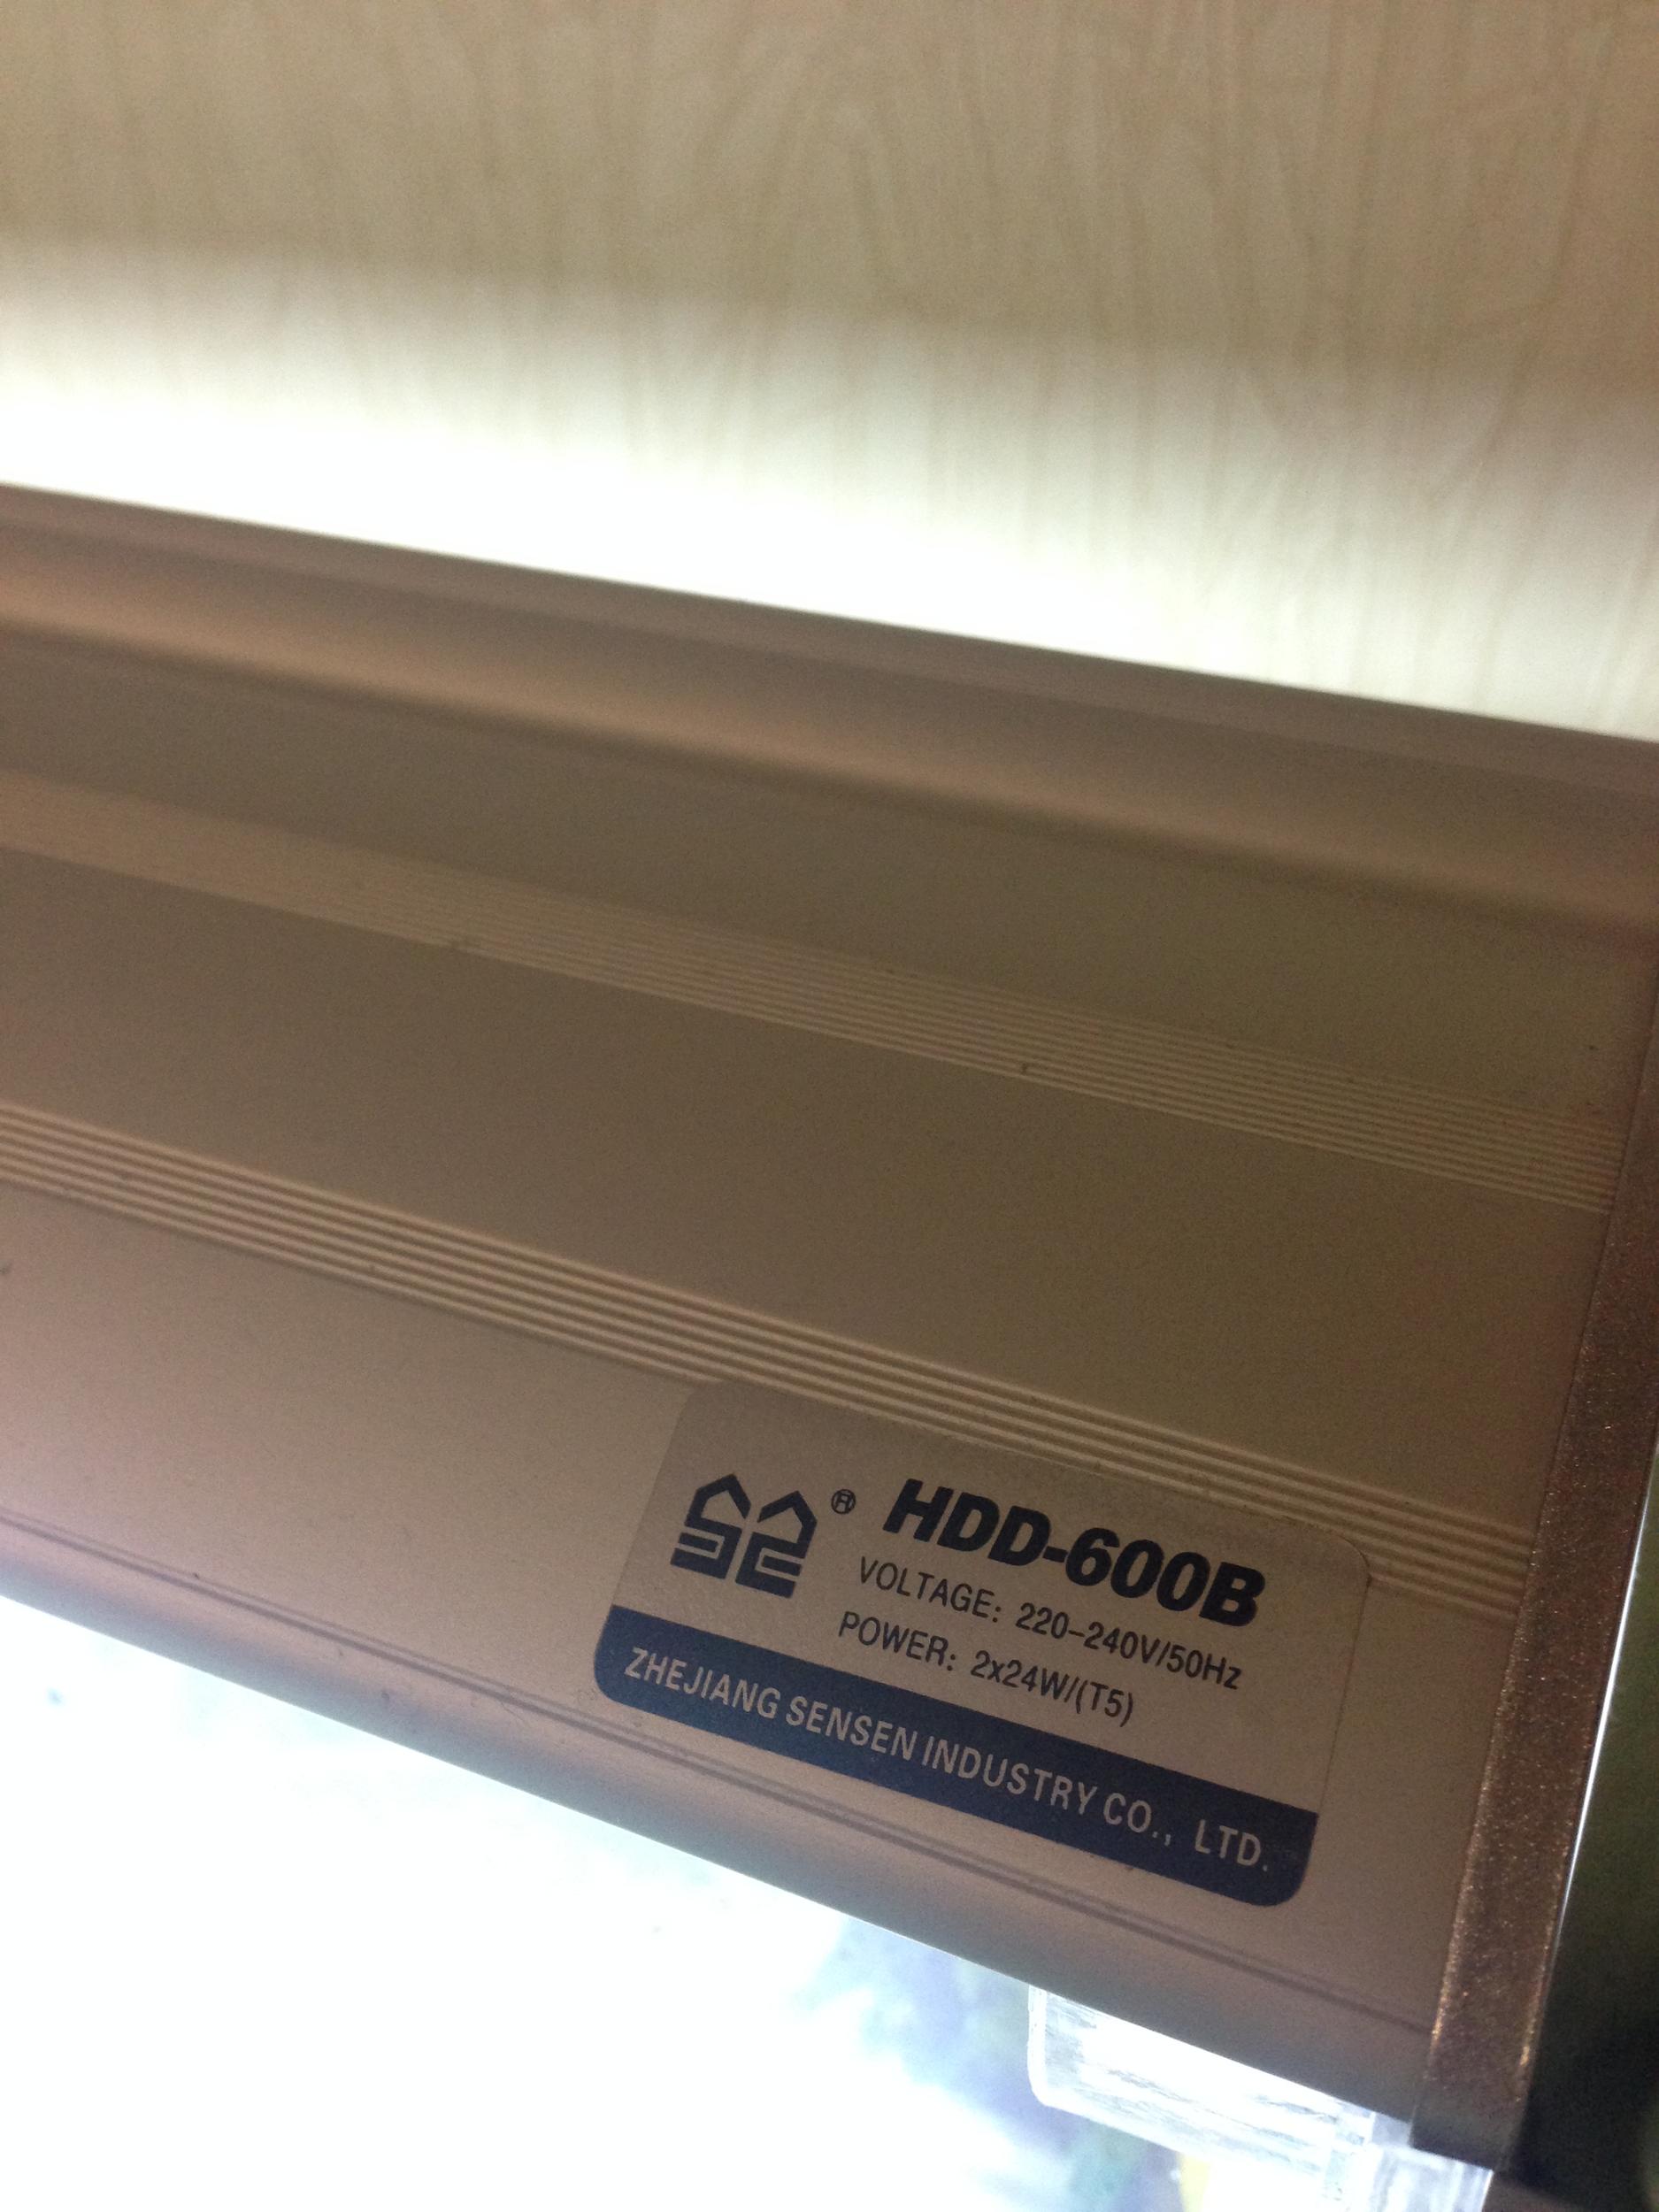 ® HDD-600B
VOLTAGE: 220-240V/50Hz
POWER: 2x24W/(T5)
ZHEJIANG SENSEN INDUSTRY CO., LTD.